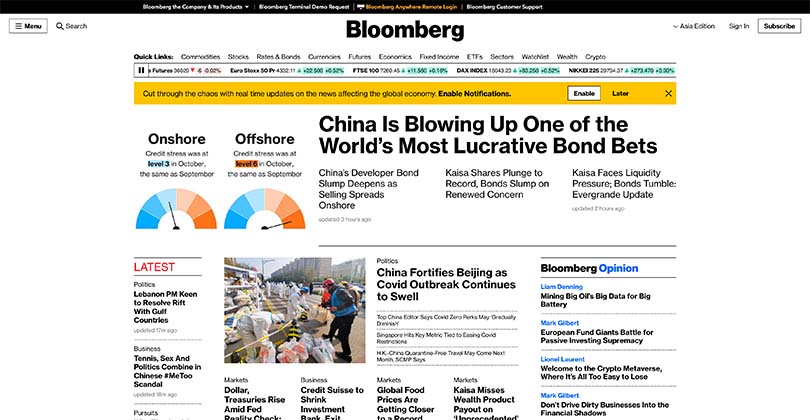 Bloomberg the Company & Its Products
Bloomberg Terminal Demo Request
Bloomberg Anywhere Remote Login
Bloomberg Customer Support
Menu
Search
Bloomberg
Asia Edition
Sign In
Subscribe
Quick Links: Commodities Stocks Rates & Bonds Currencies Futures Economics Fixed Income ETFs Sectors Watchlist Wealth Crypto
Futures 36029 -6 -0.02% Euro Stoxx 50 Pr 4332.11 +22.500 +0.52% FTSE 100 7260.45 +11.560 +0.16% DAX INDEX 16043.23 +83.250 +0.52% NIKKEI 225 29794.37 +273.470 +0.93%
Cut through the chaos with real time updates on the news affecting the global economy. Enable Notifications.
Enable
Later
Onshore
Credit stress was at
level 3 in October,
the same as September
Offshore
Credit stress was at
level 6 in October,
the same as September
China Is Blowing Up One of the
World's Most Lucrative Bond Bets
China's Developer Bond
Slump Deepens as
Selling Spreads
Onshore
updated 3 hours ago
Kaisa Shares Plunge to
Record, Bonds Slump on
Renewed Concern
Kaisa Faces Liquidity
Pressure; Bonds Tumble:
Evergrande Update
updated 2 hours ago
LATEST
Politics
Lebanon PM Keen
to Resolve Rift
With Gulf
Countries
updated 17m ago
Business
Tennis, Sex And
Politics Combine in
Chinese #MeToo
Scandal
updated 18m ago
Pursuits
Politics
China Fortifies Beijing as
Covid Outbreak Continues
to Swell
Top China Editor Says Covid Zero Perks May 'Gradually
Diminish'
Singapore Hits Key Metric Tied to Easing Covid
Restrictions
H.K.-China Quarantine-Free Travel May Come Next
Month, SCMP Says
Markets
Dollar,
Treasuries Rise
Amid Fed
Reality Check:
Business
Credit Suisse to
Shrink
Investment
Bank, Exit
Markets
Global Food
Prices Are
Getting Closer
to a Record
Markets
Kaisa Misses
Wealth Product
Payout on
'Unprecedented'
Bloomberg Opinion
Liam Denning
Mining Big Oil's Big Data for Big
Battery
Mark Gilbert
European Fund Giants Battle for
Passive Investing Supremacy
Lionel Laurent
Welcome to the Crypto Metaverse,
Where It's All Too Easy to Lose
Mark Gilbert
Don't Drive Dirty Businesses Into the
Financial Shadows